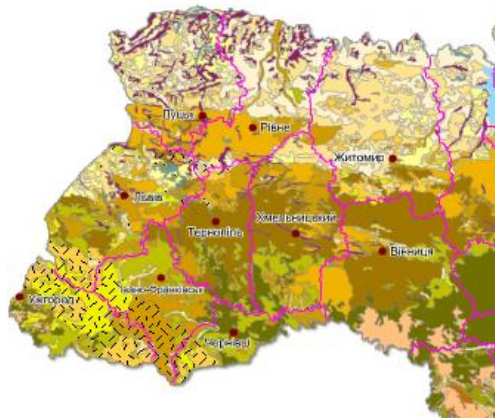 Луцьк
Рівне
Житомир
Львів
Хмельницький
Тернопіль
Вінниця
Івано-Франківськ
Ужгород
Чернівці